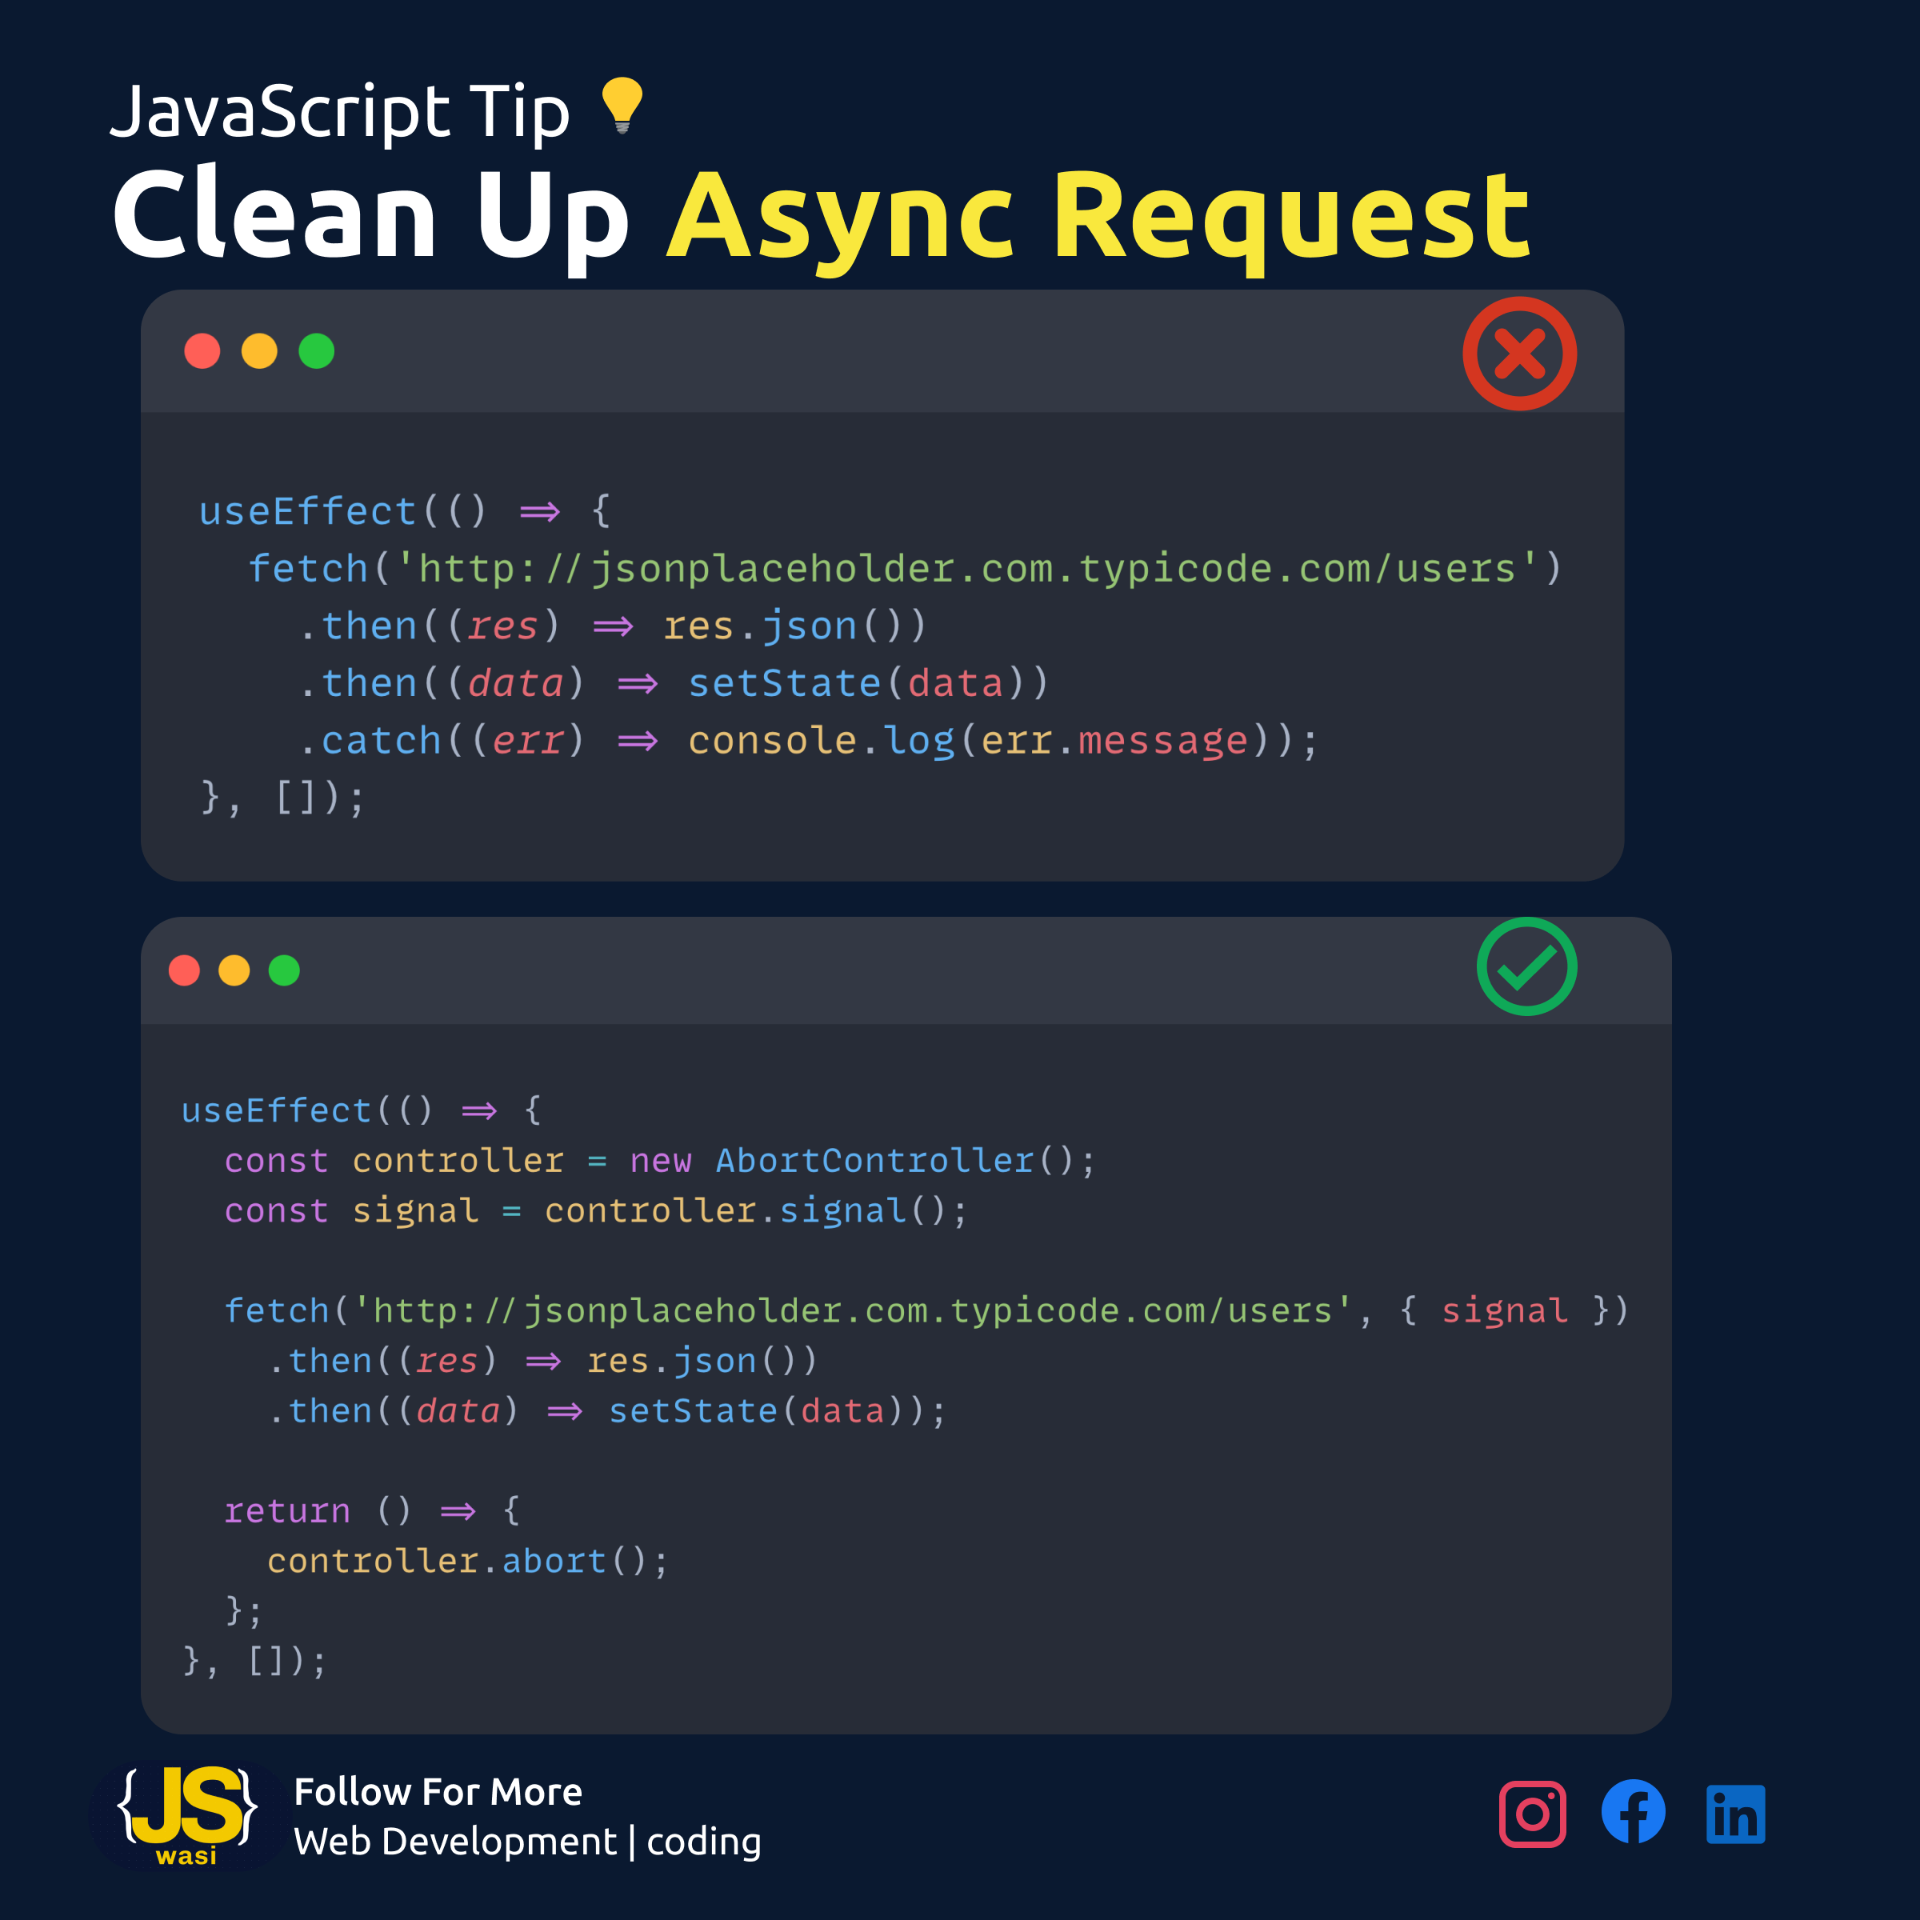 JavaScript Tip
Clean Up Async Request
useEffect(() => {
  fetch('http://jsonplaceholder.com.typicode.com/users')
    .then((res) => res.json())
    .then((data) => setState(data))
    .catch((err) => console.log(err.message));
}, []);
useEffect(() => {
  const controller = new AbortController();
  const signal = controller.signal();
  fetch('http://jsonplaceholder.com.typicode.com/users', { signal })
    .then((res) => res.json())
    .then((data) => setState(data));
  return () => {
    controller.abort();
  };
}, []);
{JS}
wasi
Follow For More
Web Development | coding